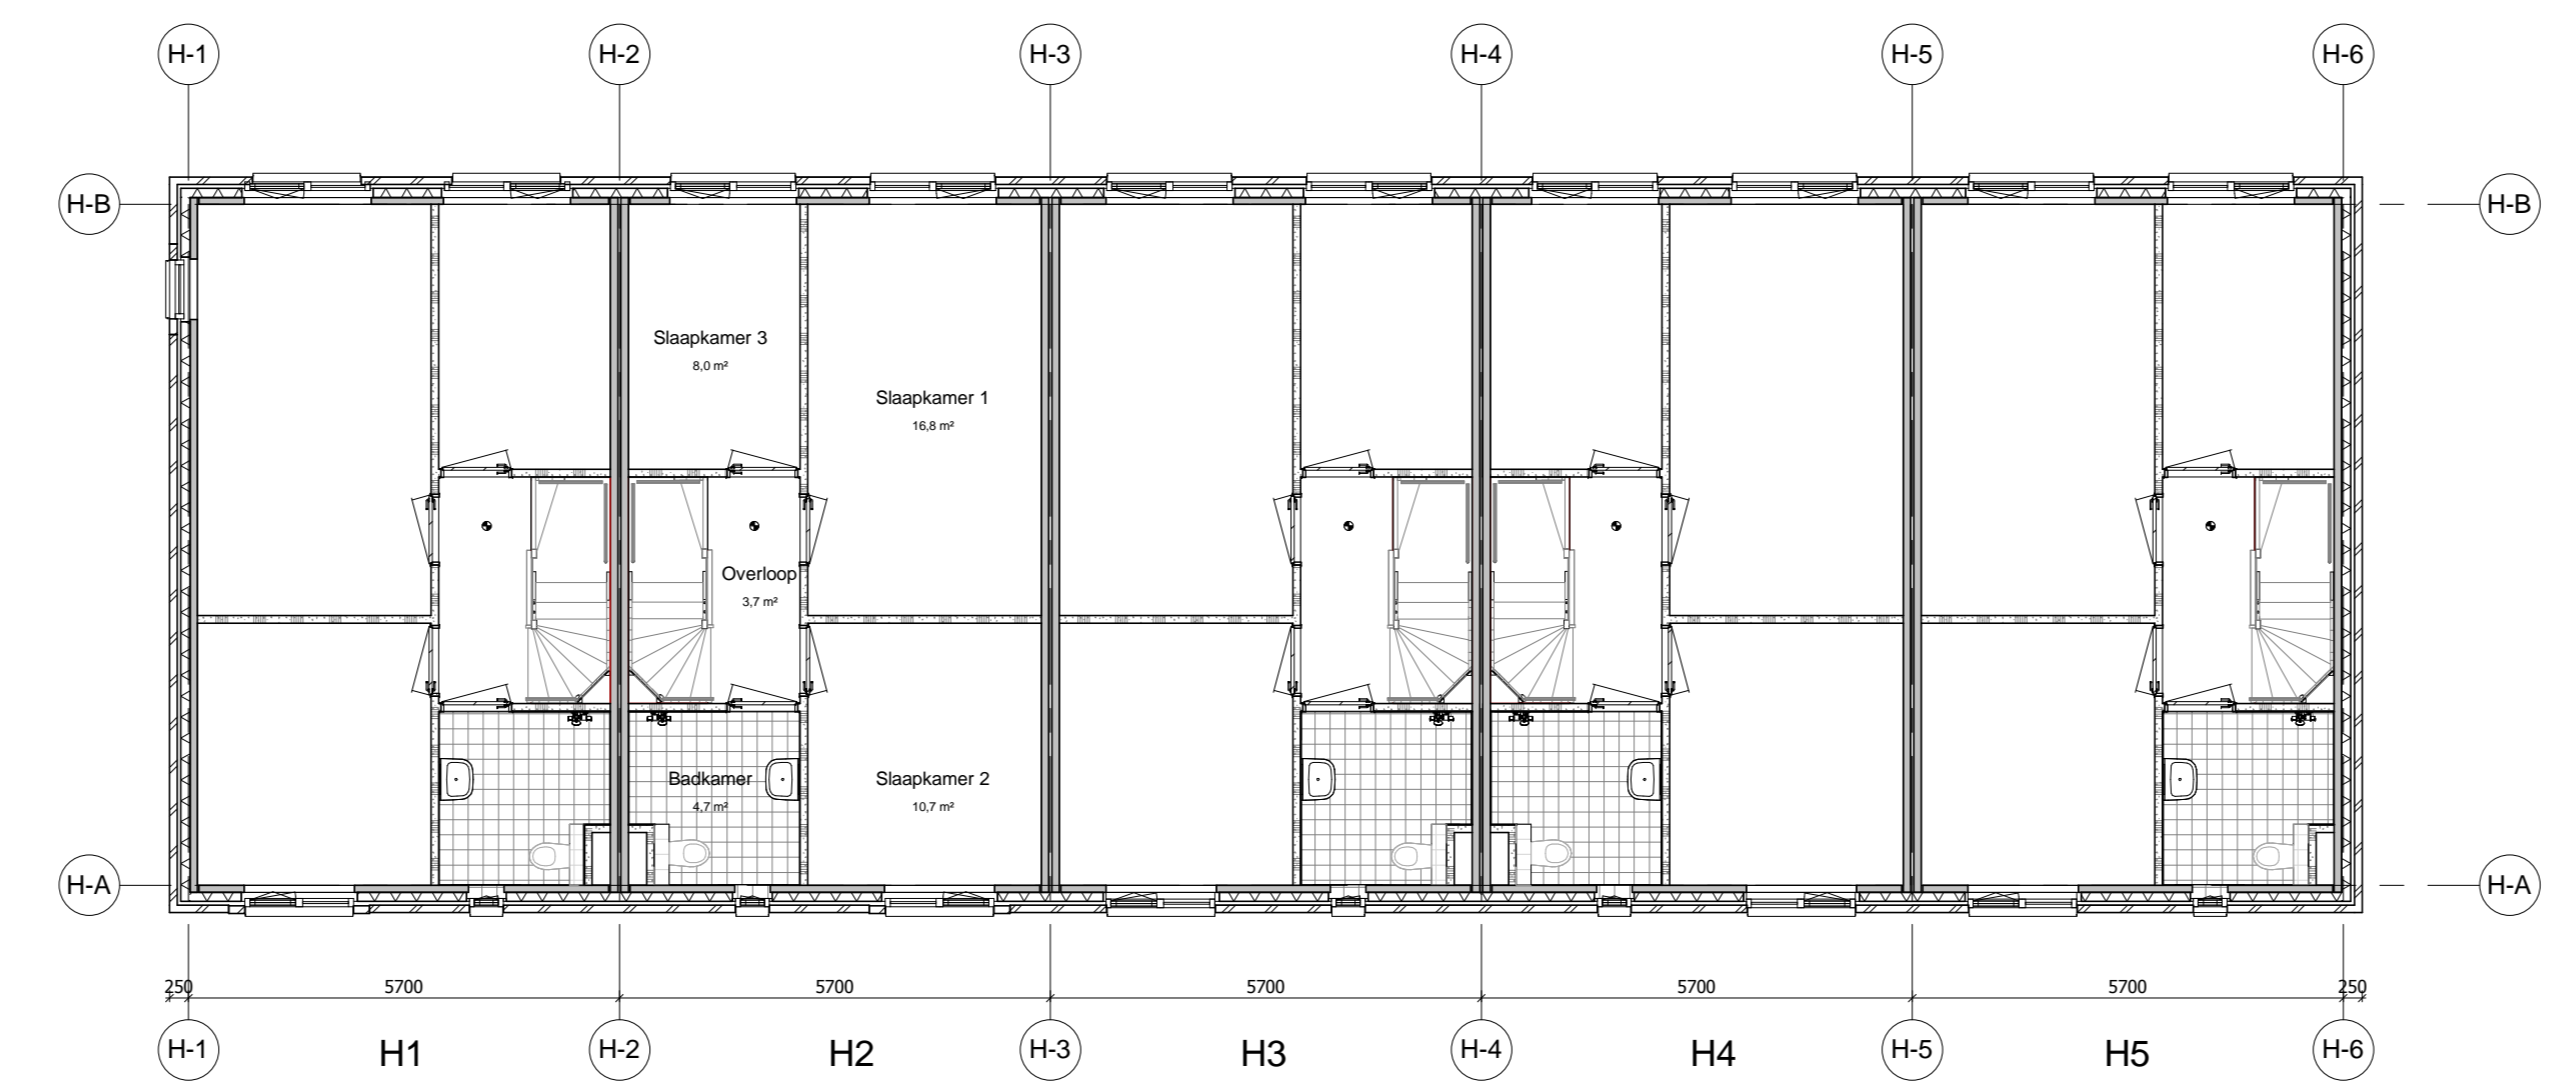 H-1 H-2 H-3 H-4 H-5 H-6
H-B H-B
Slaapkamer 3
8,0 m²
Slaapkamer 1
16,8 m²
Overloop
3,7 m²
Badkamer
4,7 m²
Slaapkamer 2
10,7 m²
H-A H-A
250 5700 5700 5700 5700 5700 250
H-1 H1 H-2 H2 H-3 H3 H-4 H4 H-5 H5 H-6